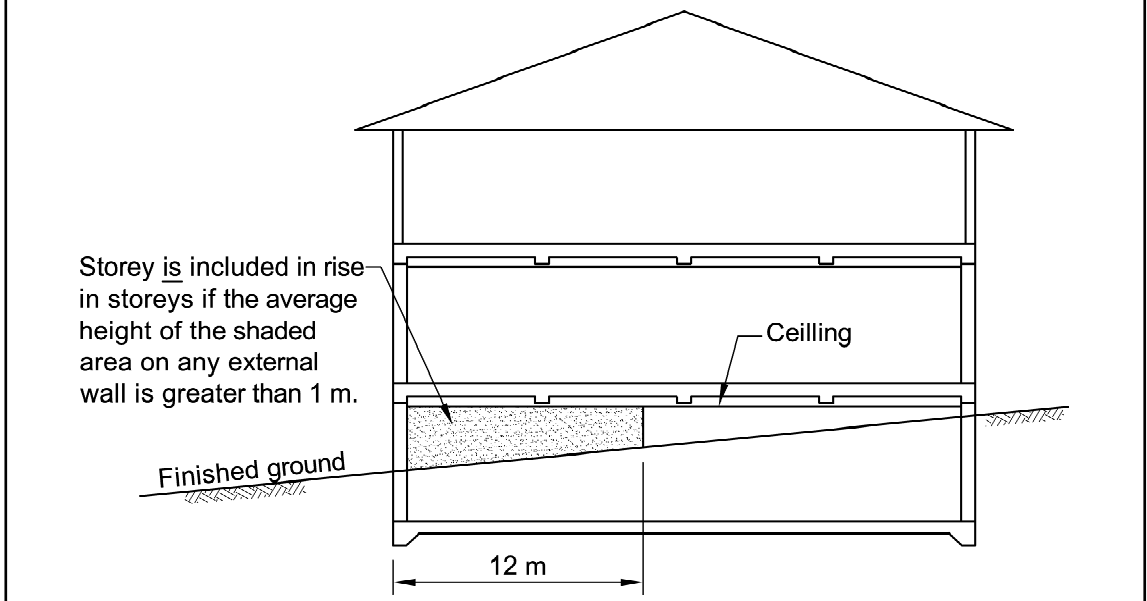 Storey is included in rise
in storeys if the average
height of the shaded
area on any external
wall is greater than 1 m.
Ceilling
Finished ground
12 m